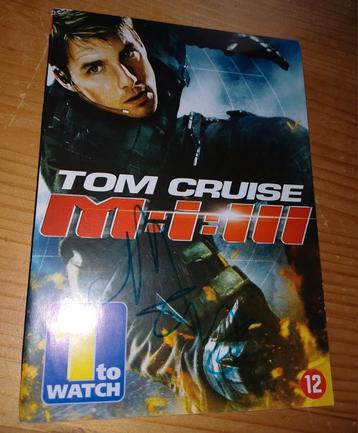 TOM CRUISE
M:i:III
1 to
WATCH
12